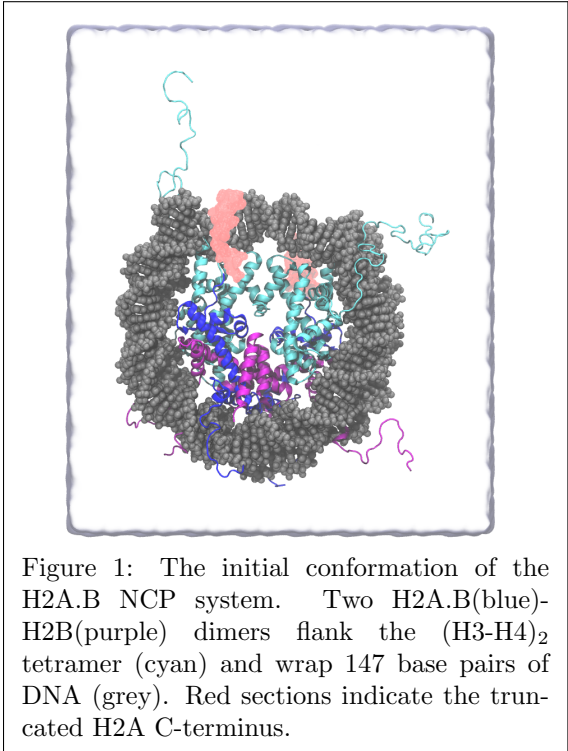 Figure 1: The initial conformation of the
H2A.B NCP system. Two H2A.B(blue)-
H2B(purple) dimers flank the (H3-H4)₂
tetramer (cyan) and wrap 147 base pairs of
DNA (grey). Red sections indicate the trun-
cated H2A C-terminus.